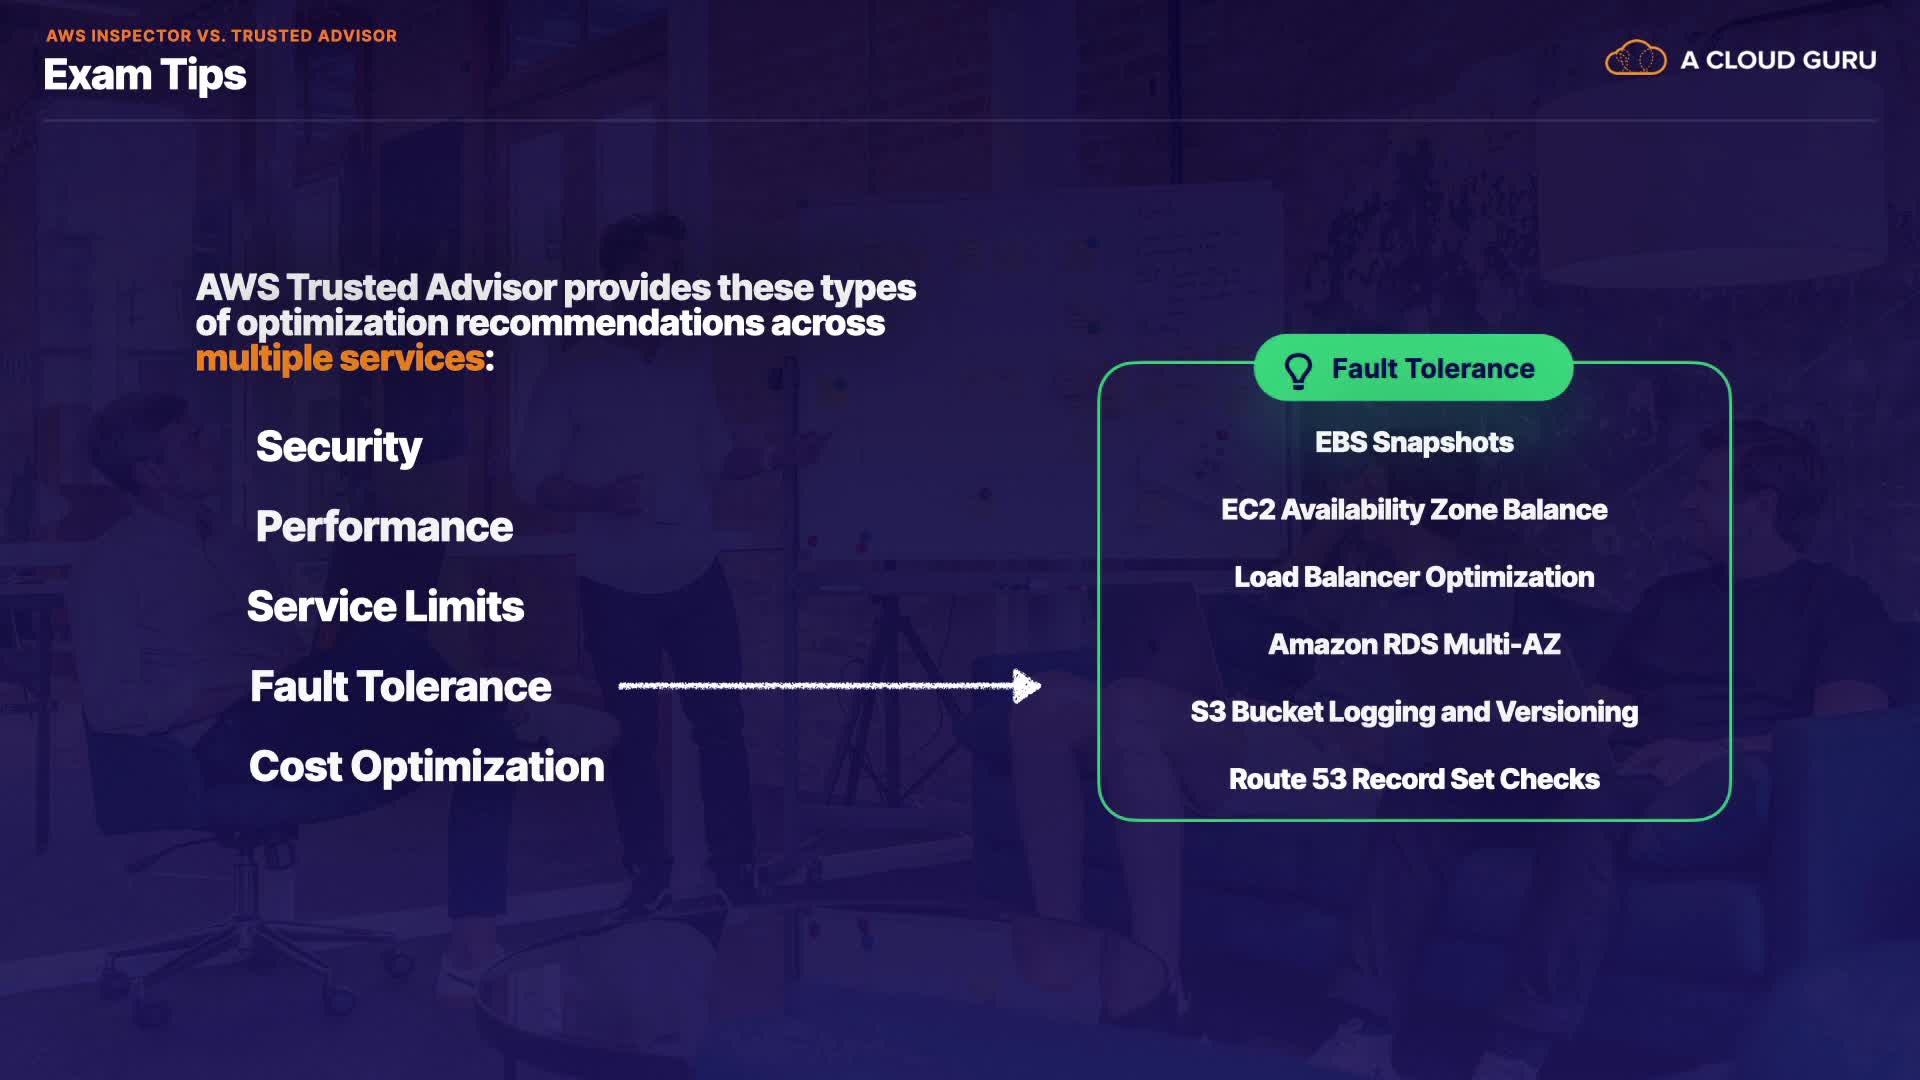 AWS INSPECTOR VS. TRUSTED ADVISOR
Exam Tips
A CLOUD GURU
AWS Trusted Advisor provides these types
of optimization recommendations across
multiple services:
Security
Performance
Service Limits
Fault Tolerance
Cost Optimization
Fault Tolerance
EBS Snapshots
EC2 Availability Zone Balance
Load Balancer Optimization
Amazon RDS Multi-AZ
S3 Bucket Logging and Versioning
Route 53 Record Set Checks